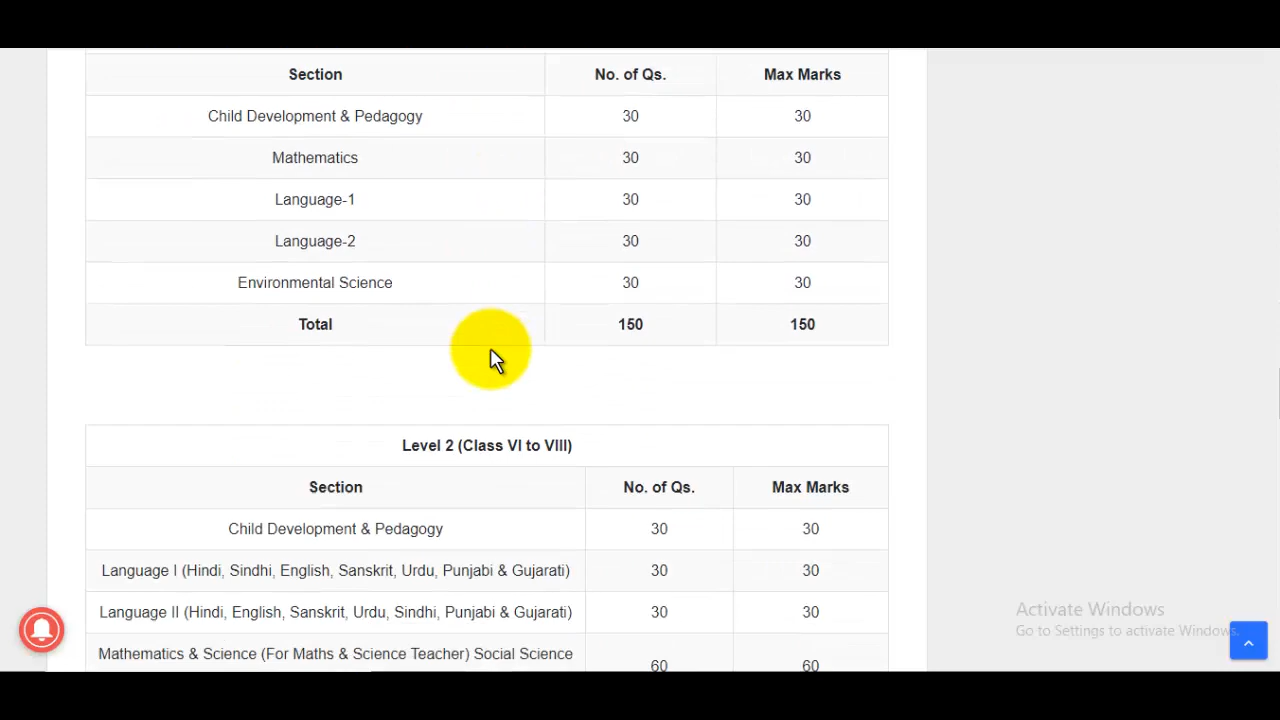 Section No. of Qs. Max Marks
Child Development & Pedagogy 30 30
Mathematics 30 30
Language-1 30 30
Language-2 30 30
Environmental Science 30 30
Total 150 150
Level 2 (Class VI to VIII)
Section No. of Qs. Max Marks
Child Development & Pedagogy 30 30
Language I (Hindi, Sindhi, English, Sanskrit, Urdu, Punjabi & Gujarati) 30 30
Language II (Hindi, English, Sanskrit, Urdu, Sindhi, Punjabi & Gujarati) 30 30
Mathematics & Science (For Maths & Science Teacher) Social Science 60 60
Activate Windows
Go to Settings to activate Windows.